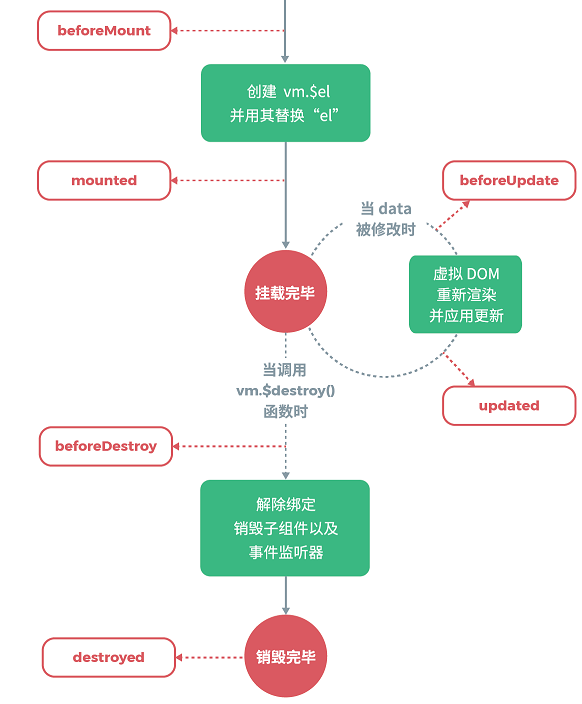 beforeMount
创建 vm.$el
并用其替换“el”
mounted
beforeUpdate
当 data
被修改时
挂载完毕
虚拟 DOM
重新渲染
并应用更新
当调用
vm.$destroy()
函数时
updated
beforeDestroy
解除绑定
销毁子组件以及
事件监听器
销毁完毕
destroyed